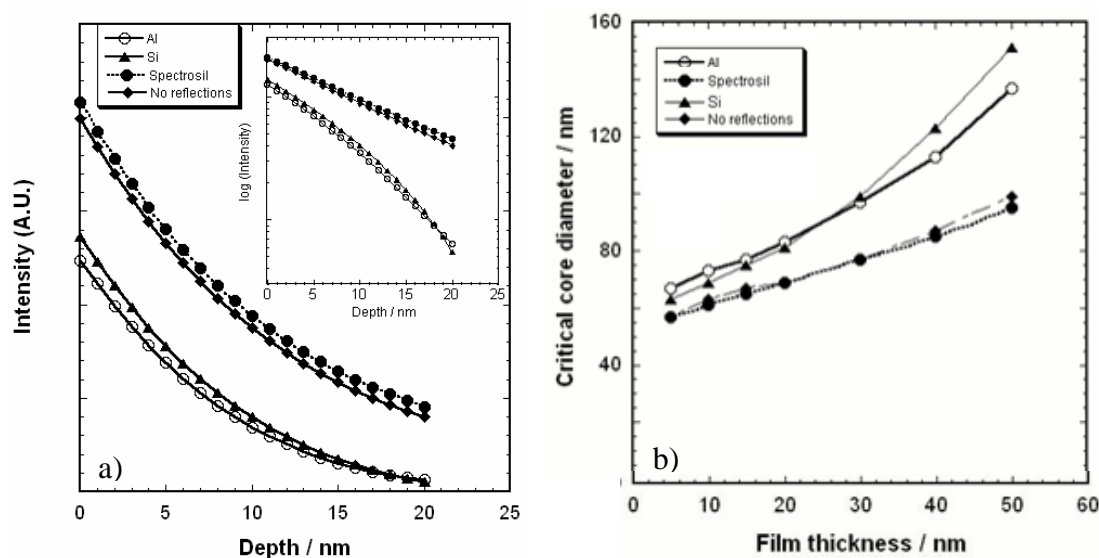 Al
Si
Spectrosil
No reflections
log (Intensity)
0 5 10 15 20 25
Depth / nm
Intensity (A.U.)
a)
0 5 10 15 20 25
Depth / nm
160
120
80
40
0
Critical core diameter / nm
Al
Spectrosil
Si
No reflections
b)
0 10 20 30 40 50 60
Film thickness / nm